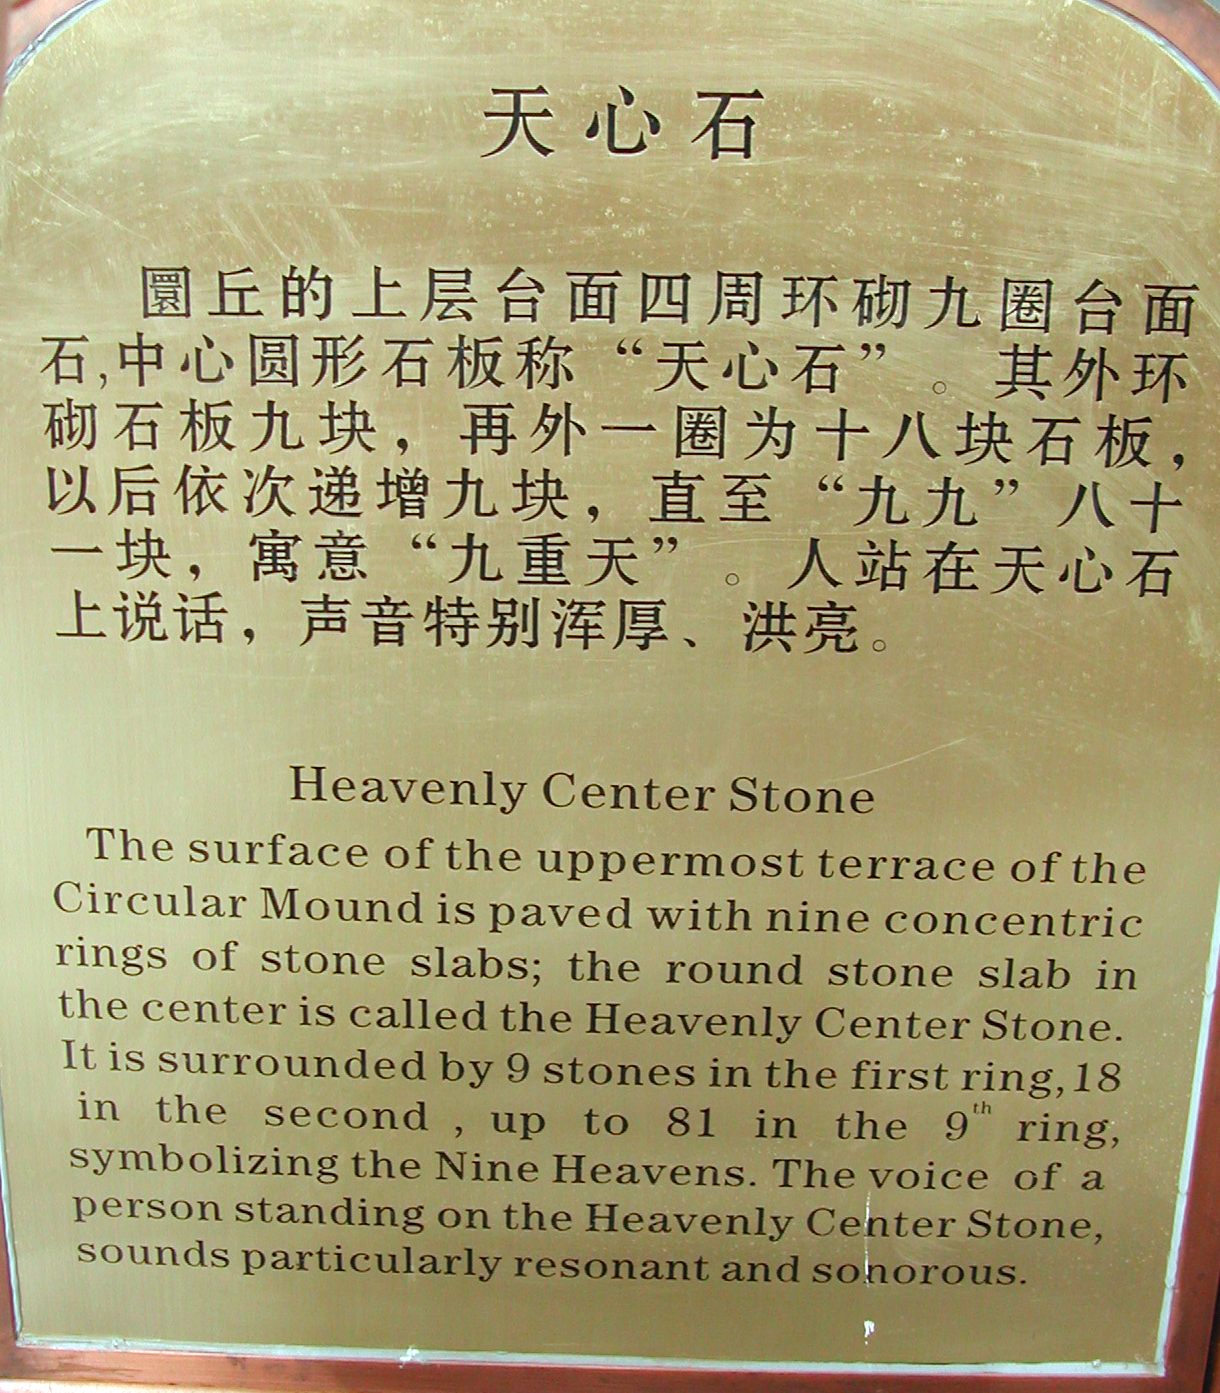 天心石
圜丘的上层台面四周环砌九圈台面
石,中心圆形石板称“天心石”。其外环
砌石板九块，再外一圈为十八块石板，
以后依次递增九块，直至“九九”八十
一块，寓意“九重天”。人站在天心石
上说话，声音特别浑厚、洪亮。
Heavenly Center Stone
The surface of the uppermost terrace of the
Circular Mound is paved with nine concentric
rings of stone slabs; the round stone slab in
the center is called the Heavenly Center Stone.
It is surrounded by 9 stones in the first ring,18
in the second , up to 81 in the 9th ring,
symbolizing the Nine Heavens. The voice of a
person standing on the Heavenly Center Stone,
sounds particularly resonant and sonorous.